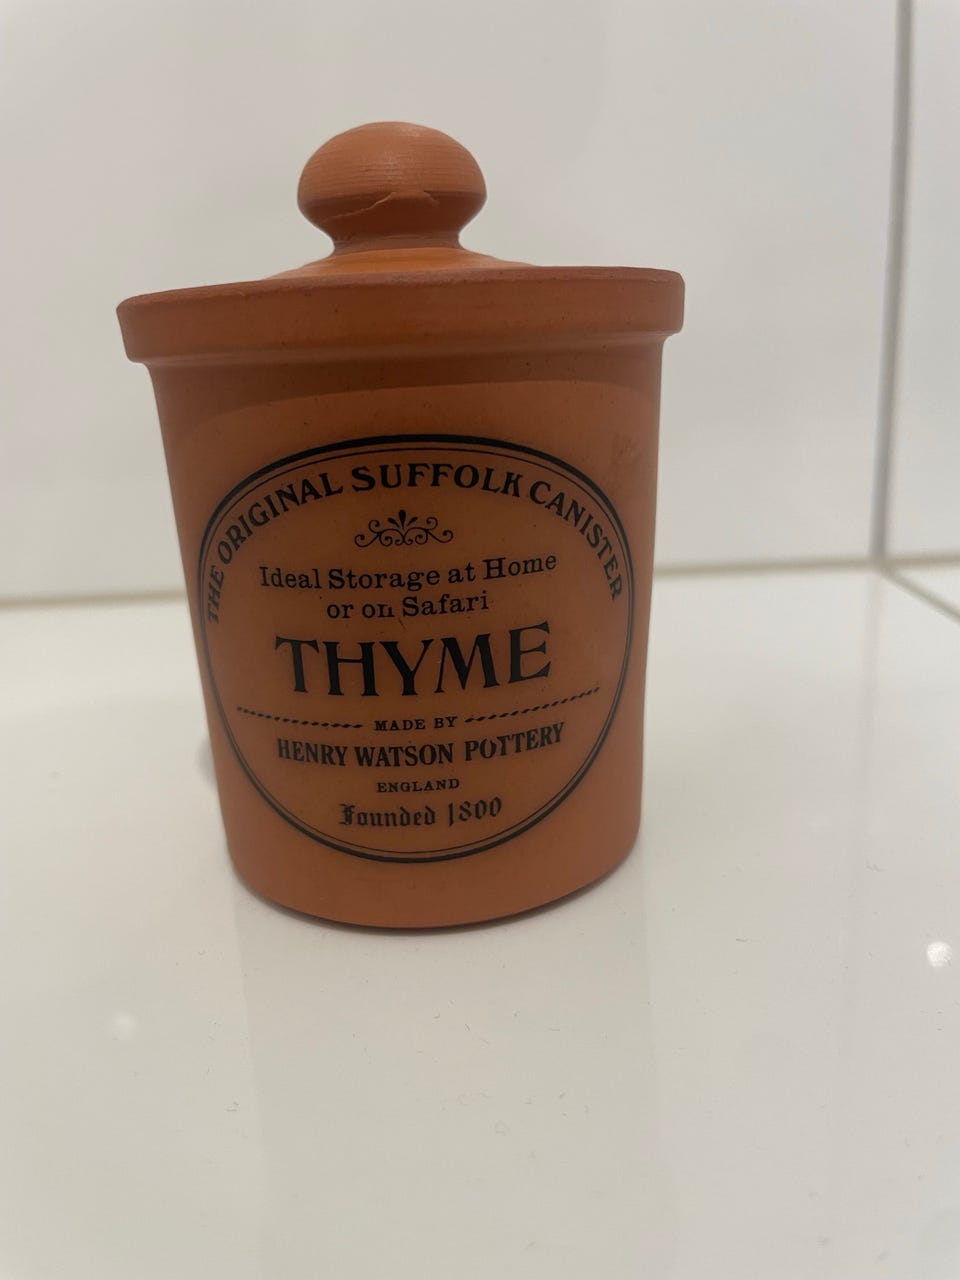 THE ORIGINAL SUFFOLK CANISTER
Ideal Storage at Home
or on Safari
THYME
MADE BY
HENRY WATSON POTTERY
ENGLAND
Founded 1800